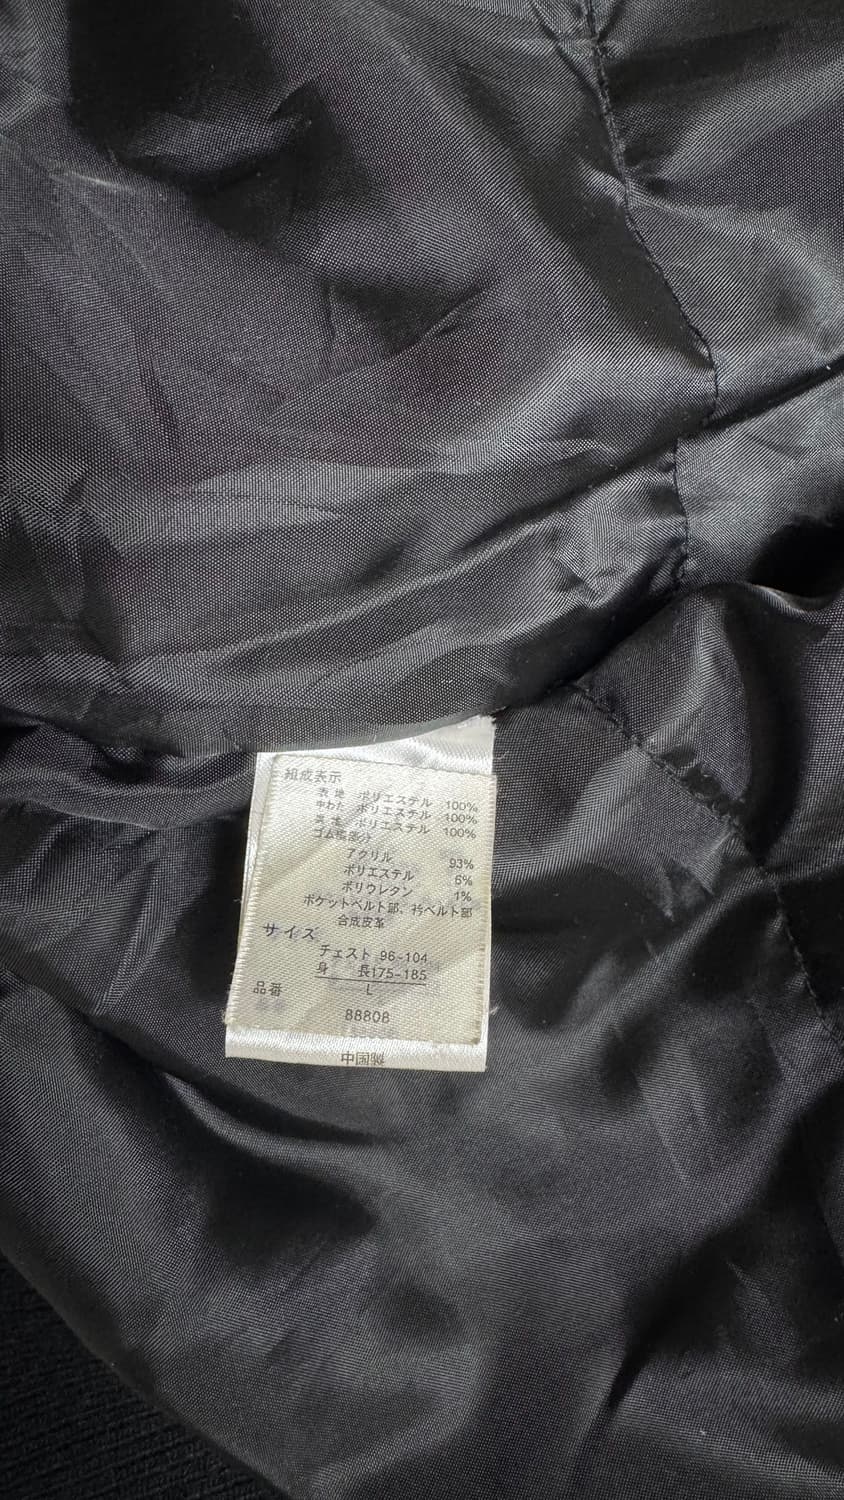 組成表示
表地 ポリエステル 100%
中わた ポリエステル 100%
裏地 ポリエステル 100%
ゴム編部分
アクリル 93%
ポリエステル 6%
ポリウレタン 1%
ポケットベルト部、衿ベルト部
合成皮革
サイズ
チェスト 96-104
身長175-185
L
品番
88808
中国